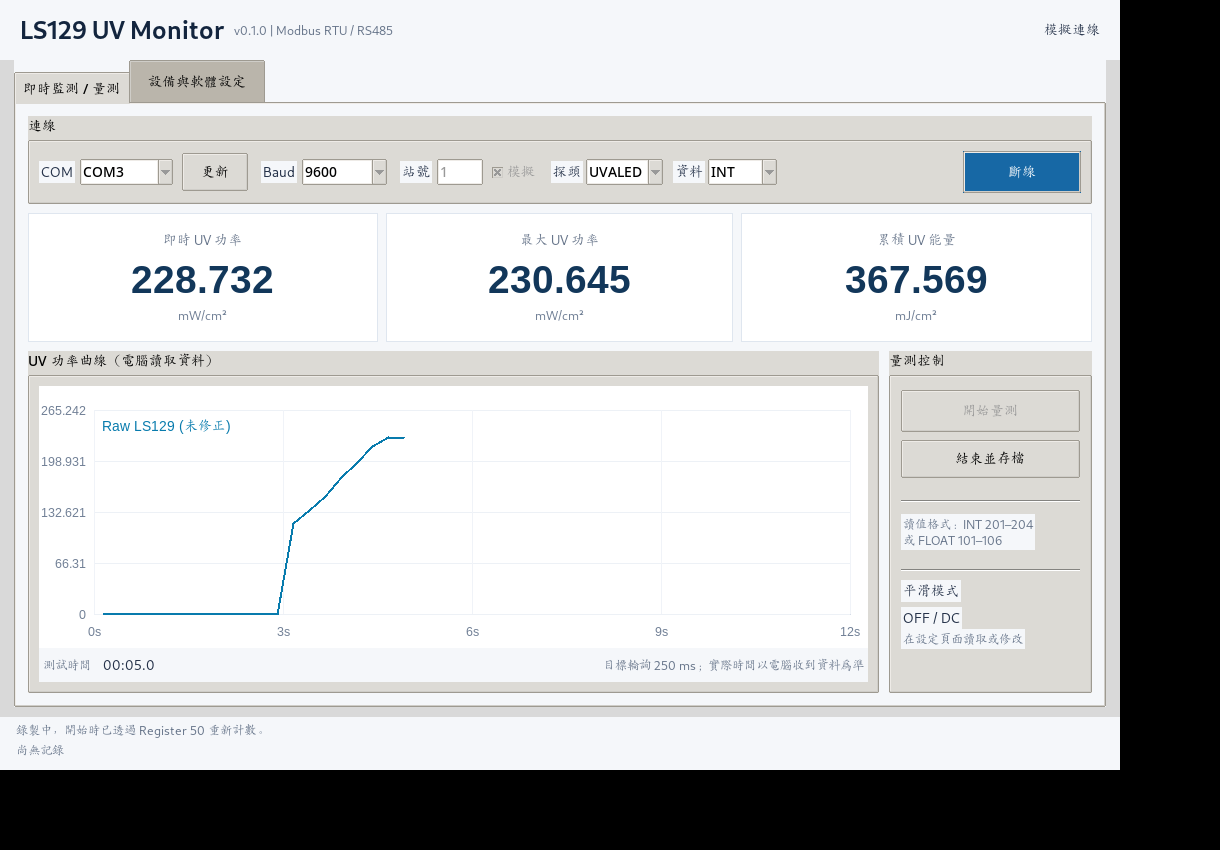 LS129 UV Monitor v0.1.0 | Modbus RTU / RS485 模擬連線
即時監測 / 量測 設備與軟體設定
連線
COM COM3 更新 Baud 9600 站號 1 模擬 探頭 UVALED 資料 INT 斷線
即時 UV 功率 最大 UV 功率 累積 UV 能量
228.732 230.645 367.569
mW/cm² mW/cm² mJ/cm²
UV 功率曲線（電腦讀取資料） 量測控制
265.242
Raw LS129 (未修正)
198.931
132.621
66.31
0
0s 3s 6s 9s 12s
測試時間 00:05.0 目標輪詢 250 ms；實際時間以電腦收到資料為準
開始量測
結束並存檔
讀值格式：INT 201–204
或 FLOAT 101–106
平滑模式
OFF / DC
在設定頁面讀取或修改
錄製中，開始時已透過 Register 50 重新計數。
尚無記錄